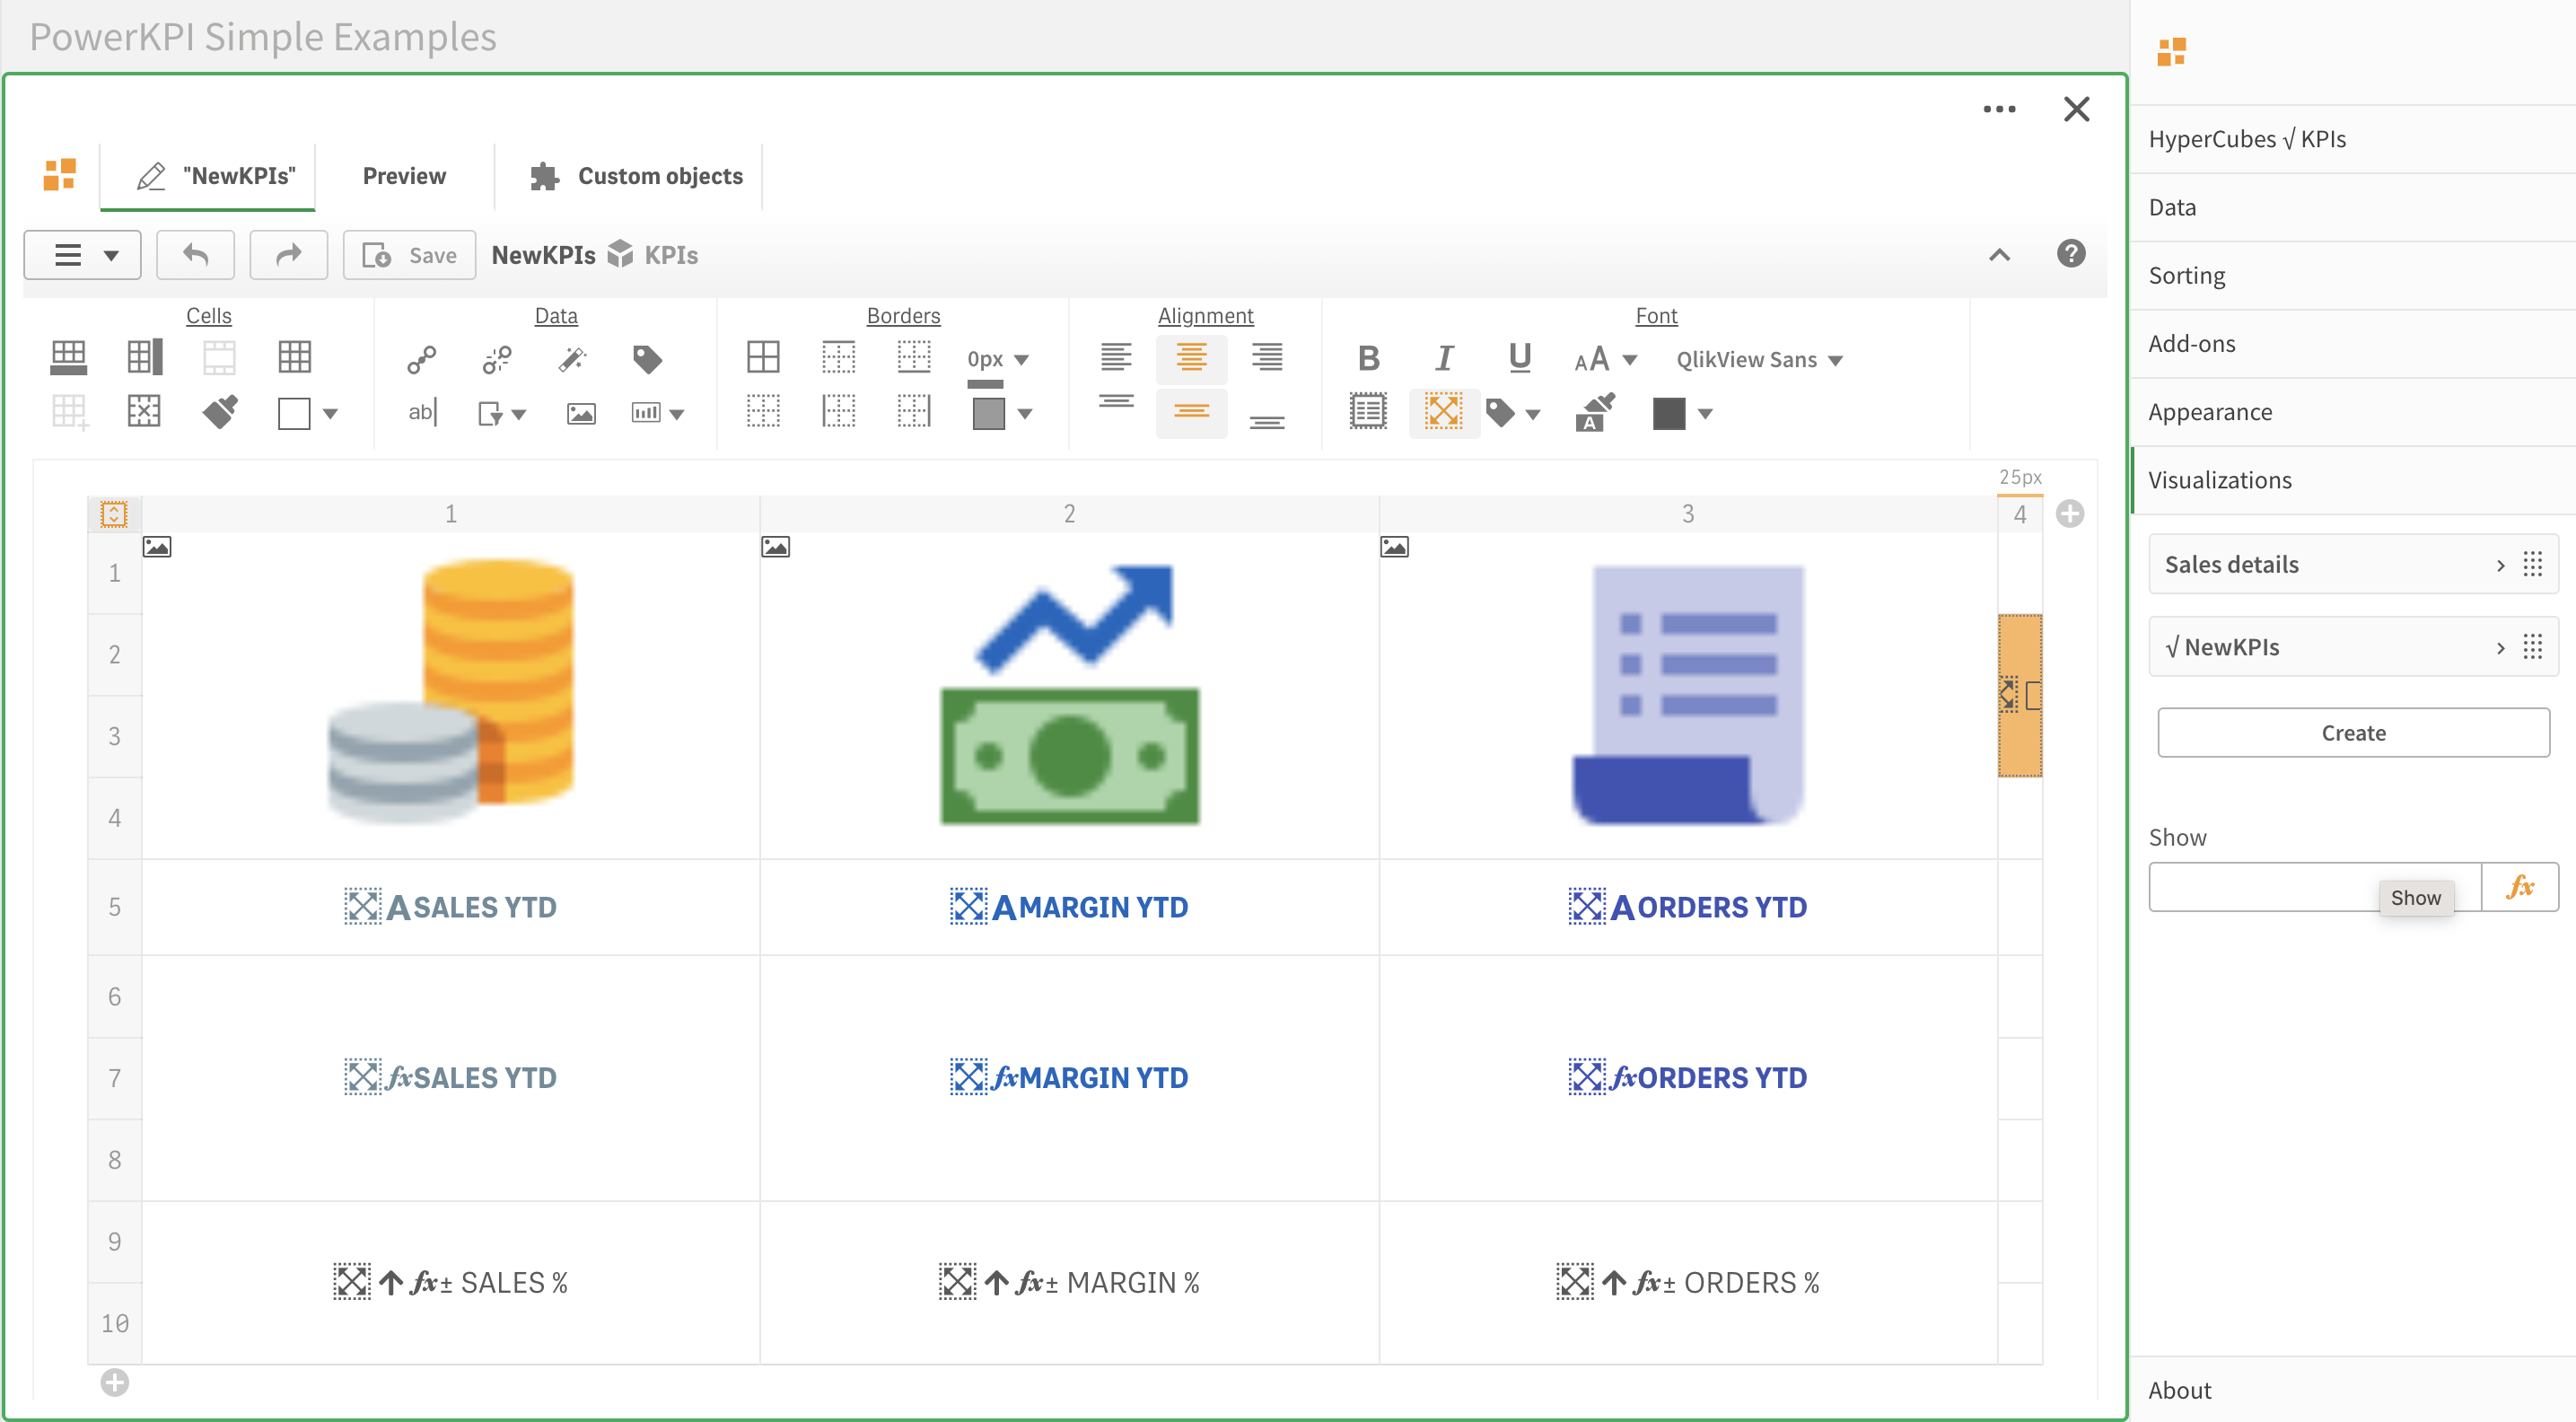 PowerKPI Simple Examples
"NewKPIs" Preview Custom objects
Save NewKPIs KPIs
Cells Data Borders Alignment Font
0px AA QlikView Sans
ab|
A
25px
1 2 3 4
1
2
3
4
5 A SALES YTD A MARGIN YTD A ORDERS YTD
6
7 fx SALES YTD fx MARGIN YTD fx ORDERS YTD
8
9
fx ± SALES % fx ± MARGIN % fx ± ORDERS %
10
HyperCubes √ KPIs
Data
Sorting
Add-ons
Appearance
Visualizations
Sales details
√ NewKPIs
Create
Show
Show fx
About